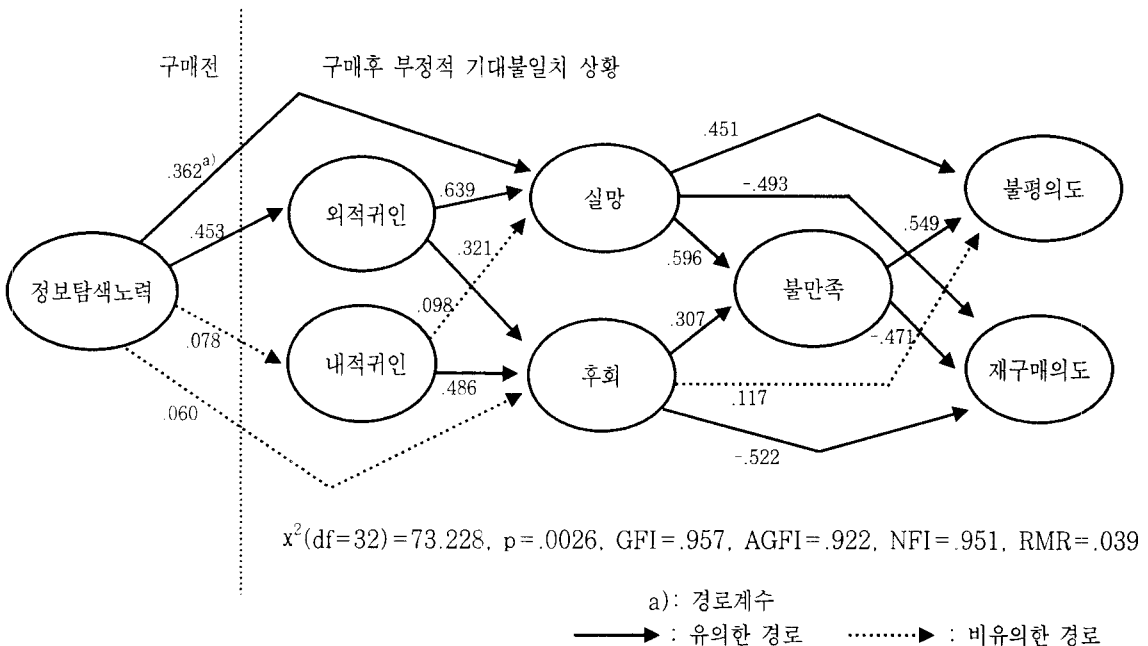 구매전 구매후 부정적 기대불일치 상황
.451
.362a)
불평의도
-.493
.639
실망
외적귀인
.453
.549
.321
.596
불만족
정보탐색노력
.098
.307
-.471
.078
내적귀인
후회
재구매의도
.486
.060
.117
-.522
x²(df=32)=73.228, p=.0026, GFI=.957, AGFI=.922, NFI=.951, RMR=.039
a): 경로계수
: 유의한 경로 : 비유의한 경로